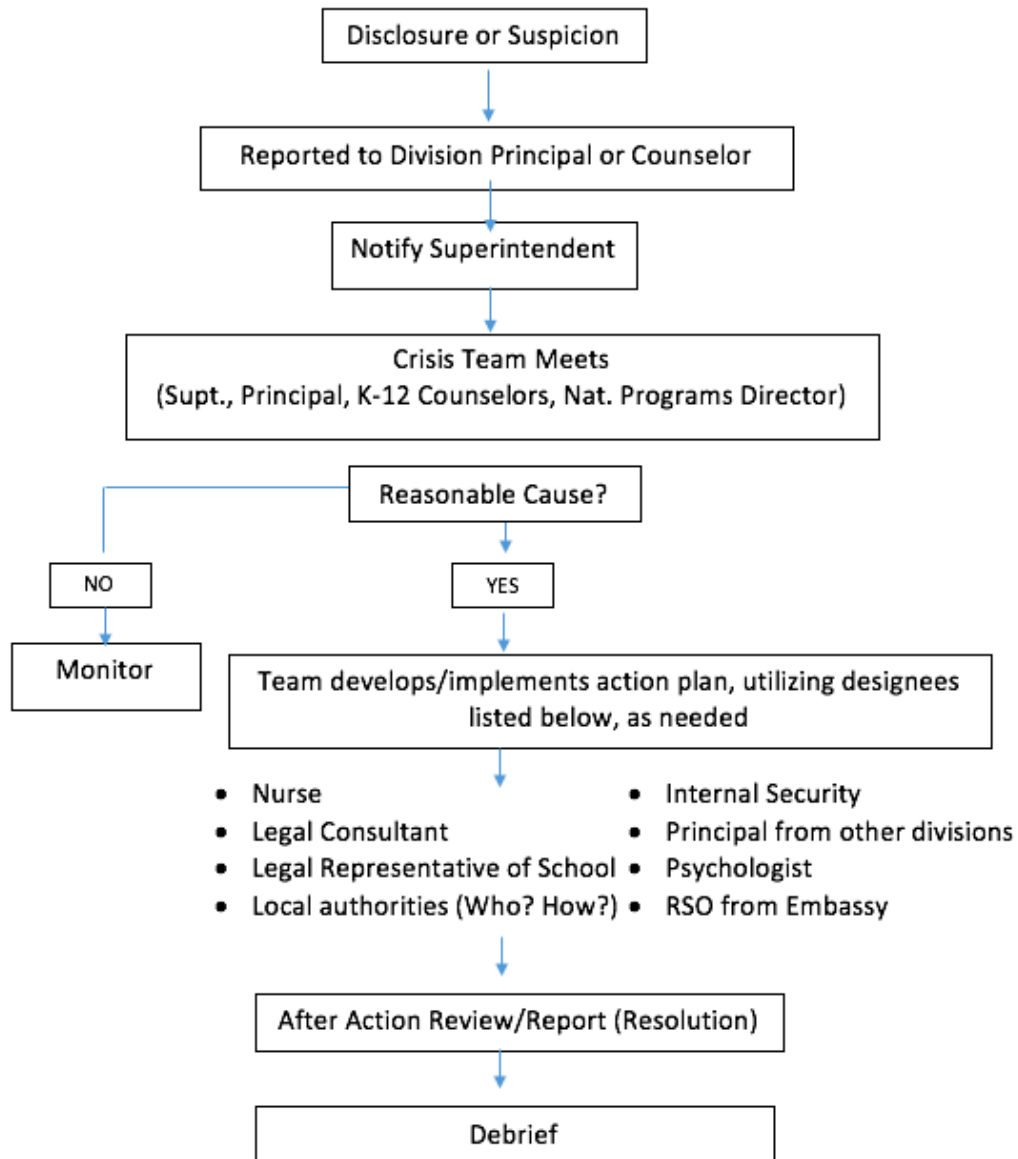 Disclosure or Suspicion
Reported to Division Principal or Counselor
Notify Superintendent
Crisis Team Meets
(Supt., Principal, K-12 Counselors, Nat. Programs Director)
Reasonable Cause?
NO
YES
Monitor
Team develops/implements action plan, utilizing designees
listed below, as needed
• Nurse
• Legal Consultant
• Legal Representative of School
• Local authorities (Who? How?)
• Internal Security
• Principal from other divisions
• Psychologist
• RSO from Embassy
After Action Review/Report (Resolution)
Debrief